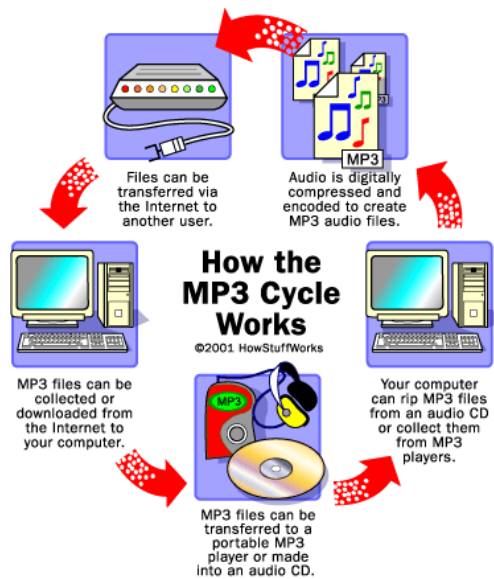 MP3
Files can be
transferred via
the Internet to
another user.
Audio is digitally
compressed and
encoded to create
MP3 audio files.
How the
MP3 Cycle
Works
©2001 HowStuffWorks
MP3 files can be
collected or
downloaded from
the Internet to
your computer.
Your computer
can rip MP3 files
from an audio CD
or collect them
from MP3
players.
MP3
MP3 files can be
transferred to a
portable MP3
player or made
into an audio CD.